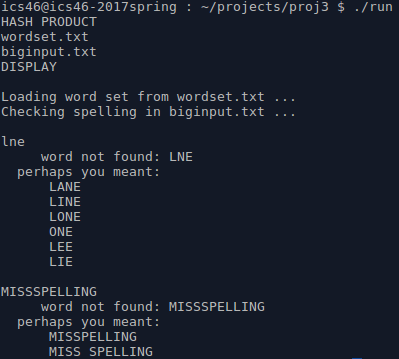 ics46@ics46-2017spring : ~/projects/proj3 $ ./run
HASH PRODUCT
wordset.txt
biginput.txt
DISPLAY
Loading word set from wordset.txt ...
Checking spelling in biginput.txt ...
lne
word not found: LNE
perhaps you meant:
LANE
LINE
LONE
ONE
LEE
LIE
MISSSPELLING
word not found: MISSSPELLING
perhaps you meant:
MISSPELLING
MISS SPELLING